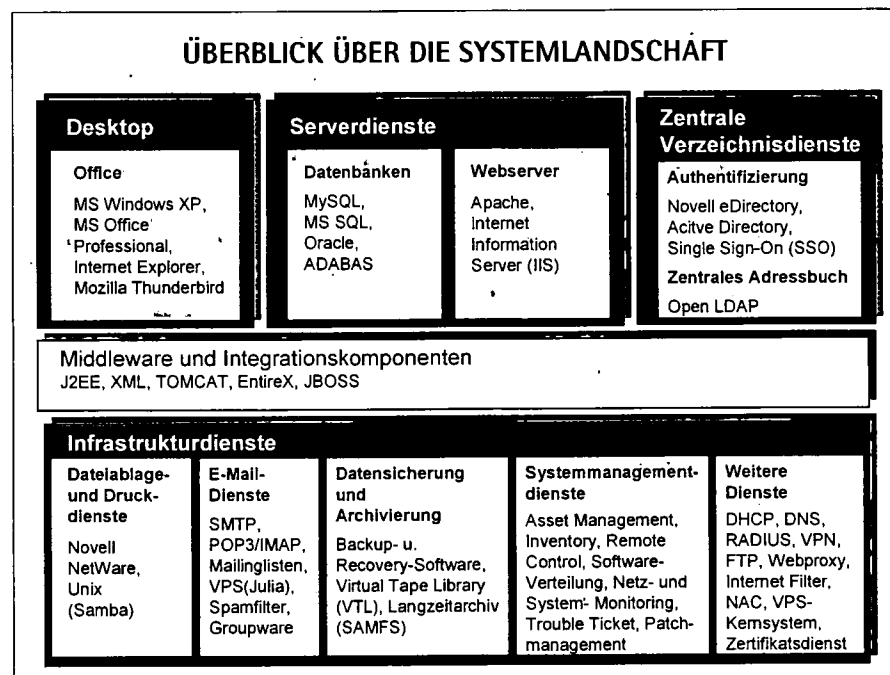 ÜBERBLICK ÜBER DIE SYSTEMLANDSCHAFT
Desktop
Office
MS Windows XP,
MS Office
Professional,
Internet Explorer,
Mozilla Thunderbird
Serverdienste
Datenbanken
MySQL,
MS SQL,
Oracle,
ADABAS
Webserver
Apache,
Internet
Information
Server (IIS)
Zentrale
Verzeichnisdienste
Authentifizierung
Novell eDirectory,
Acitve Directory,
Single Sign-On (SSO)
Zentrales Adressbuch
Open LDAP
Middleware und Integrationskomponenten
J2EE, XML, TOMCAT, EntireX, JBOSS
Infrastrukturdienste
Dateiablage-
und Druck-
dienste
Novell
NetWare,
Unix
(Samba)
E-Mail-
Dienste
SMTP,
POP3/IMAP,
Mailinglisten,
VPS(Julia),
Spamfilter,
Groupware
Datensicherung
und
Archivierung
Backup- u.
Recovery-Software,
Virtual Tape Library
(VTL), Langzeitarchiv
(SAMFS)
Systemmanagement-
dienste
Asset Management,
Inventory, Remote
Control, Software-
Verteilung, Netz- und
System- Monitoring,
Trouble Ticket, Patch-
management
Weitere
Dienste
DHCP, DNS,
RADIUS, VPN,
FTP, Webproxy,
Internet Filter,
NAC, VPS-
Kernsystem,
Zertifikatsdienst